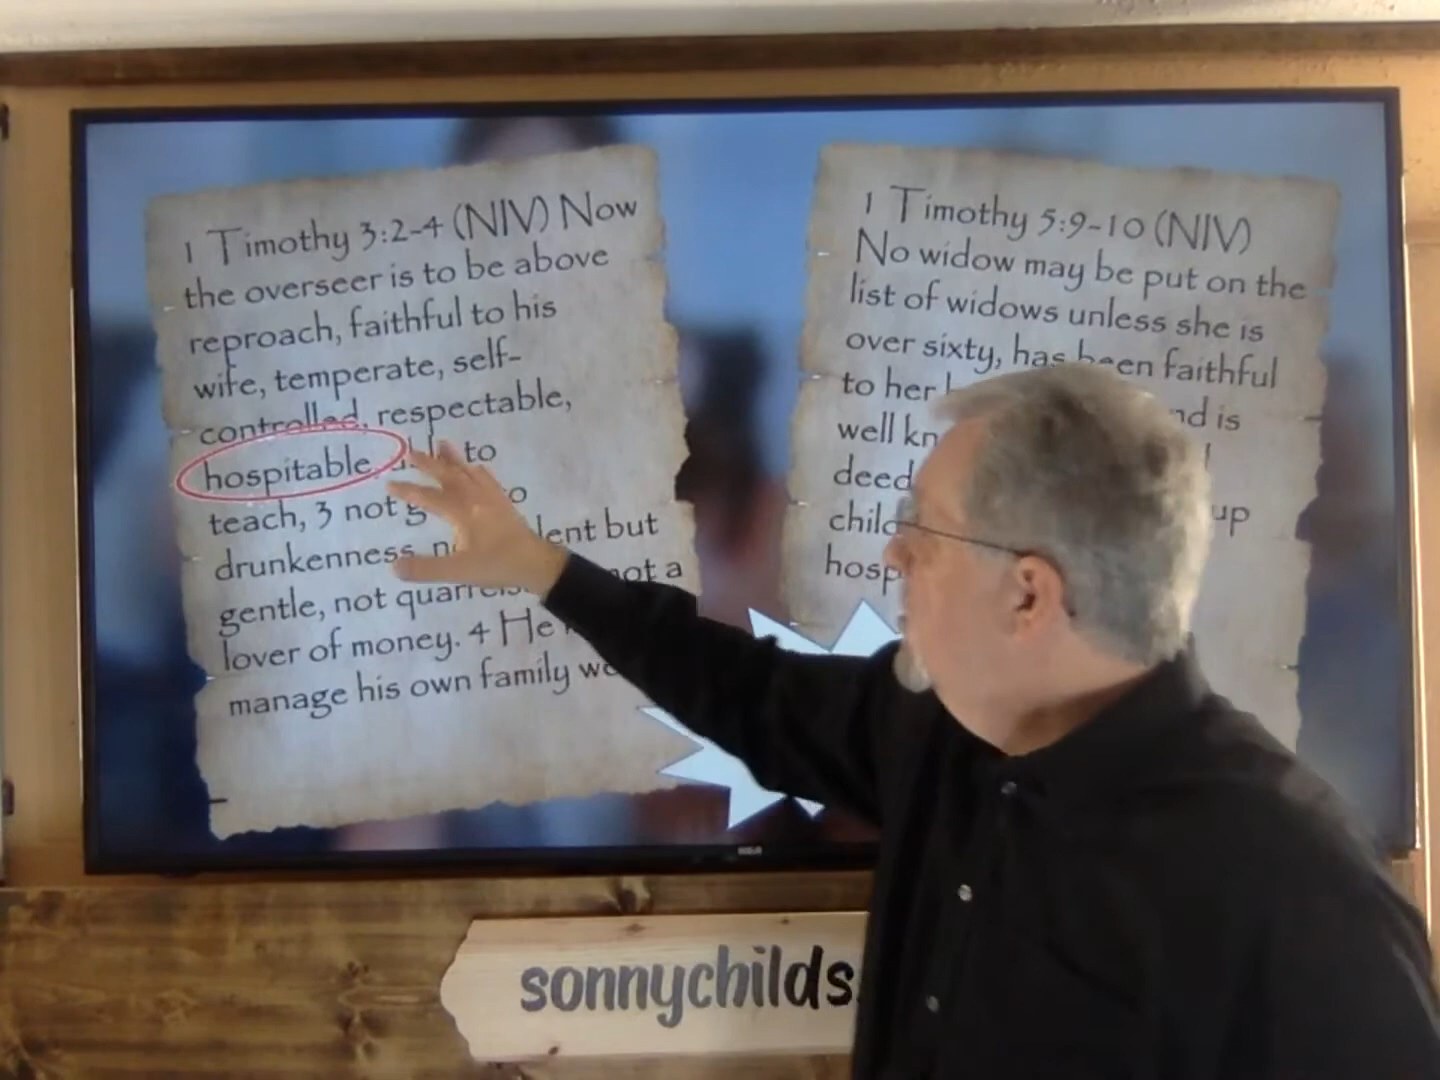 1 Timothy 3:2-4 (NIV) Now
the overseer is to be above
reproach, faithful to his
wife, temperate, self-
controlled, respectable,
hospitable, to
teach, 3 not
drunkenness, but
gentle, not not a
lover of money. 4 He
manage his own family
1 Timothy 5:9-10 (NIV)
No widow may be put on the
list of widows unless she is
over sixty, has been faithful
to her is
well
up
RCA
sonnychilds.